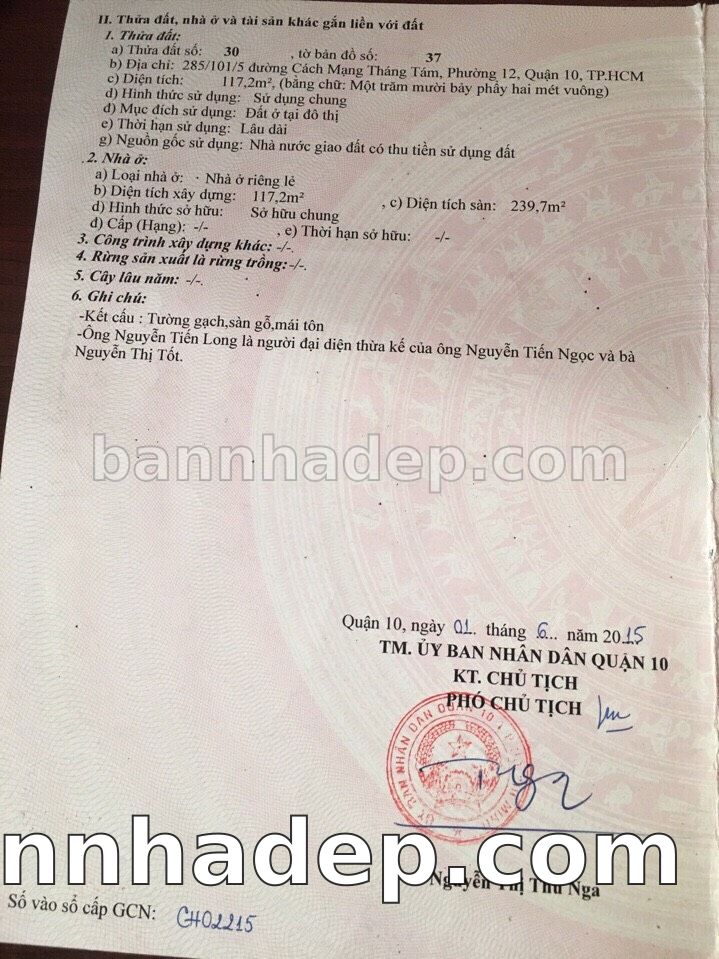 II. Thửa đất, nhà ở và tài sản khác gắn liền với đất
1. Thửa đất:
a) Thửa đất số: 30 , tờ bản đồ số: 37
b) Địa chỉ: 285/101/5 đường Cách Mạng Tháng Tám, Phường 12, Quận 10, TP.HCM
c) Diện tích: 117,2m², (bằng chữ: Một trăm mười bảy phẩy hai mét vuông)
d) Hình thức sử dụng: Sử dụng chung
đ) Mục đích sử dụng: Đất ở tại đô thị
e) Thời hạn sử dụng: Lâu dài
g) Nguồn gốc sử dụng: Nhà nước giao đất có thu tiền sử dụng đất
2. Nhà ở:
a) Loại nhà ở: Nhà ở riêng lẻ
b) Diện tích xây dựng: 117,2m² , c) Diện tích sàn: 239,7m²
d) Hình thức sở hữu: Sở hữu chung
đ) Cấp (Hạng): -/- , e) Thời hạn sở hữu: -/-
3. Công trình xây dựng khác: -/-.
4. Rừng sản xuất là rừng trồng: -/-.
5. Cây lâu năm: -/-.
6. Ghi chú:
-Kết cấu : Tường gạch,sàn gỗ,mái tôn
-Ông Nguyễn Tiến Long là người đại diện thừa kế của ông Nguyễn Tiến Ngọc và bà
Nguyễn Thị Tốt.
bannhadep.com
Quận 10, ngày 01. tháng 6... năm 2015
TM. ỦY BAN NHÂN DÂN QUẬN 10
KT. CHỦ TỊCH
PHÓ CHỦ TỊCH
ỦY BAN NHÂN DÂN QUẬN 10
nnhadep.com
Nguyễn Thị Thu Nga
Số vào sổ cấp GCN: CH02215